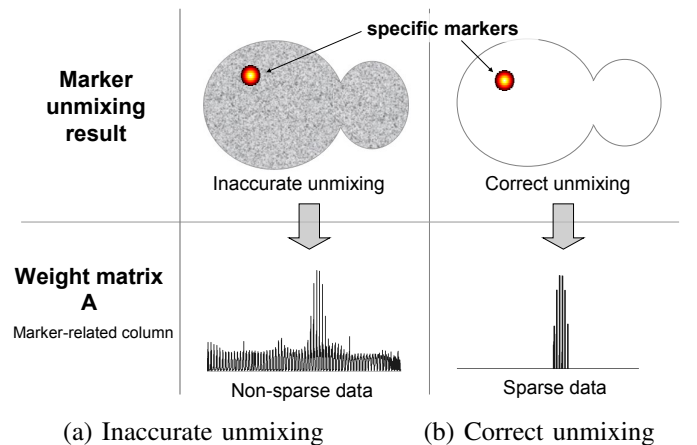 specific markers
Marker
unmixing
result
Inaccurate unmixing
Correct unmixing
Weight matrix
A
Marker-related column
Non-sparse data
Sparse data
(a) Inaccurate unmixing
(b) Correct unmixing